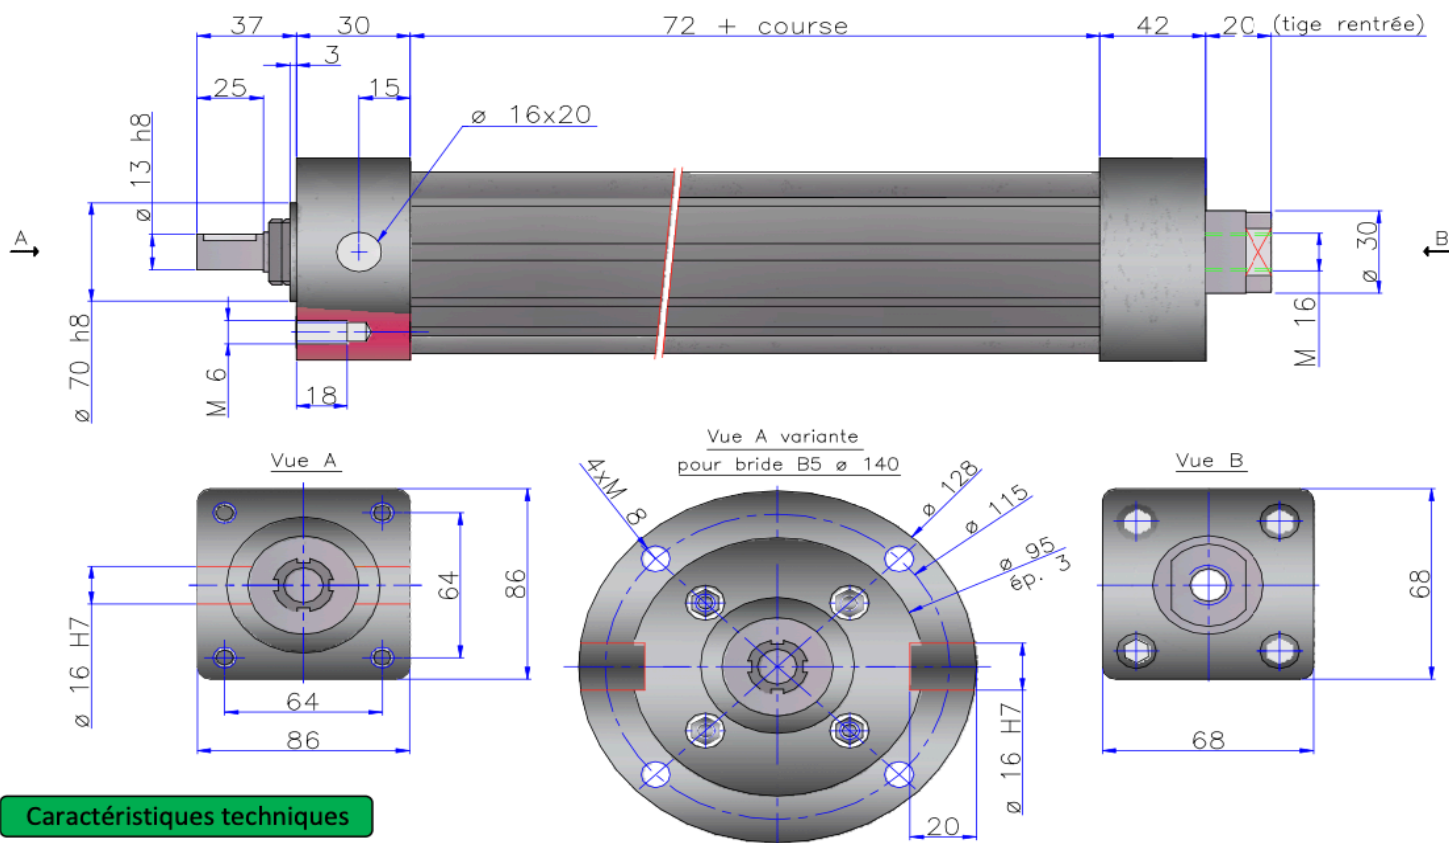 37
30
72 + course
42
20 (tige rentrée)
3
25
15
ø 16x20
ø 13 h8
A
B
ø 30
M 16
ø 70 h8
M 6
18
Vue A
Vue A variante
pour bride B5 ø 140
Vue B
4xM 8
ø 128
ø 115
ø 95
ép. 3
64
86
68
ø 16 H7
64
86
ø 16 H7
20
68
Caractéristiques techniques